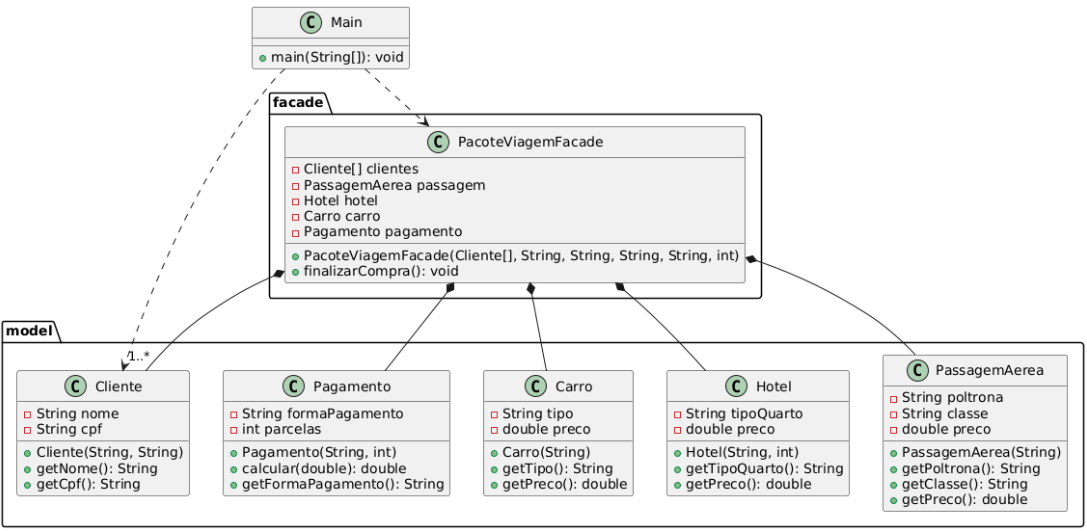 C Main
main(String[]): void
facade
C PacoteViagemFacade
Cliente[] clientes
PassagemAerea passagem
Hotel hotel
Carro carro
Pagamento pagamento
PacoteViagemFacade(Cliente[], String, String, String, String, int)
finalizarCompra(): void
model
1..*
C Cliente
String nome
String cpf
Cliente(String, String)
getNome(): String
getCpf(): String
C Pagamento
String formaPagamento
int parcelas
Pagamento(String, int)
calcular(double): double
getFormaPagamento(): String
C Carro
String tipo
double preco
Carro(String)
getTipo(): String
getPreco(): double
C Hotel
String tipoQuarto
double preco
Hotel(String, int)
getTipoQuarto(): String
getPreco(): double
C PassagemAerea
String poltrona
String classe
double preco
PassagemAerea(String)
getPoltrona(): String
getClasse(): String
getPreco(): double